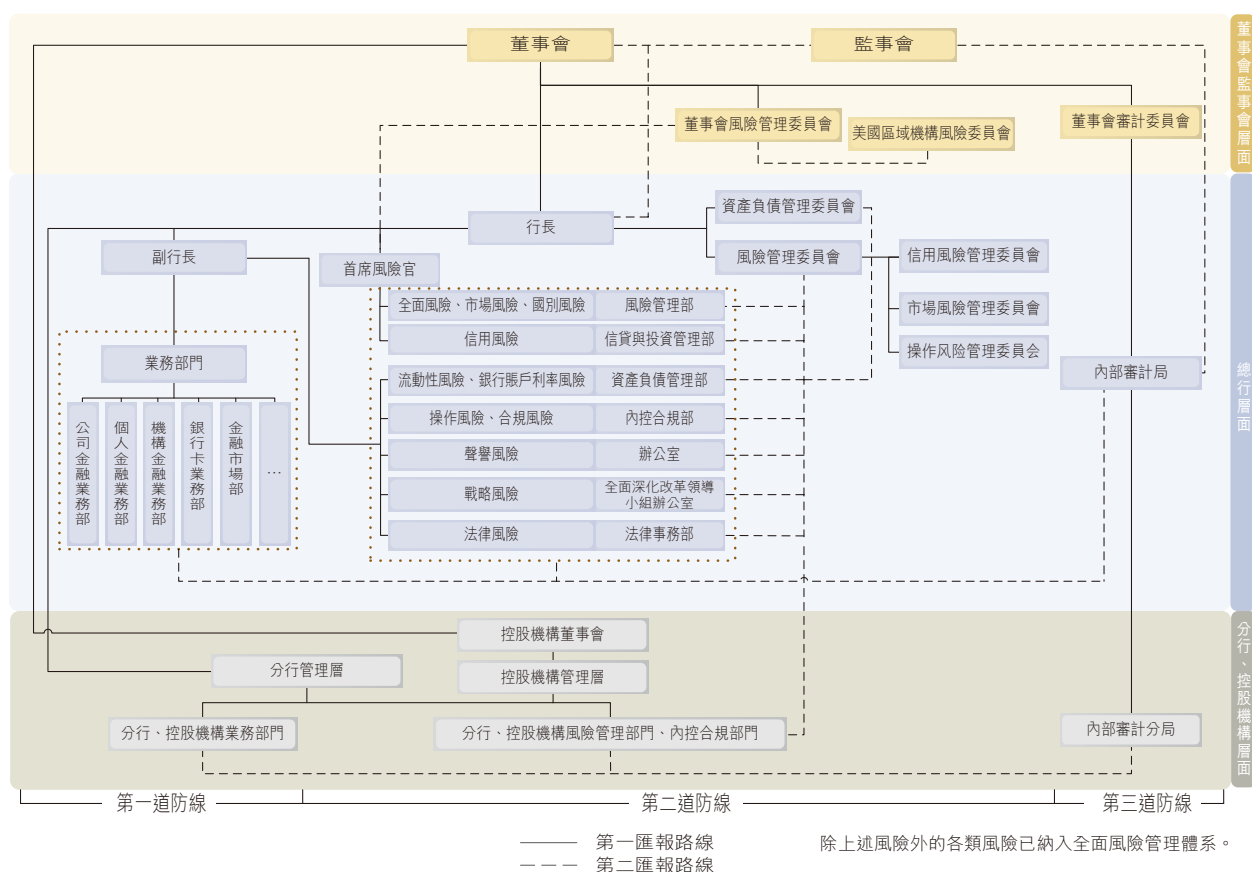 董事會
監事會
董事會風險管理委員會
美國區域機構風險委員會
董事會審計委員會
董事會監事會層面
行長
資產負債管理委員會
副行長
首席風險官
風險管理委員會
信用風險管理委員會
市場風險管理委員會
操作风险管理委员会
全面風險、市場風險、國別風險
風險管理部
信用風險
信貸與投資管理部
流動性風險、銀行賬戶利率風險
資產負債管理部
操作風險、合規風險
內控合規部
聲譽風險
辦公室
戰略風險
全面深化改革領導
小組辦公室
法律風險
法律事務部
業務部門
公司金融業務部
個人金融業務部
機構金融業務部
銀行卡業務部
金融市場部
…
內部審計局
總行層面
控股機構董事會
分行管理層
控股機構管理層
分行、控股機構業務部門
分行、控股機構風險管理部門、內控合規部門
內部審計分局
分行、控股機構層面
第一道防線
第二道防線
第三道防線
第一匯報路線
第二匯報路線
除上述風險外的各類風險已納入全面風險管理體系。